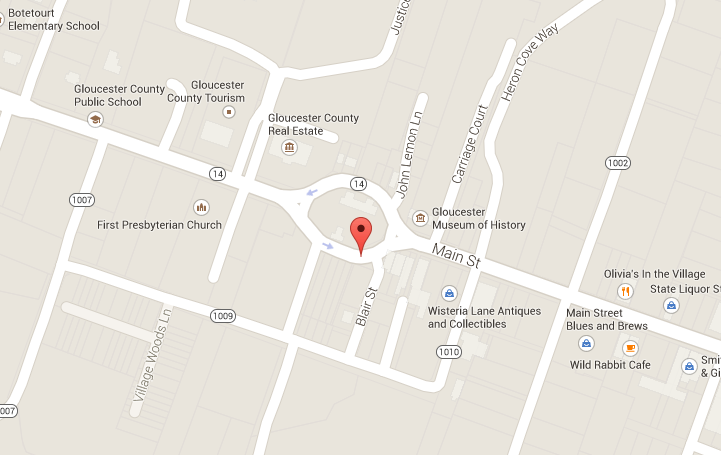 Botetourt
Elementary School
Justice
Heron Cove Way
Gloucester County
Public School
Gloucester
County Tourism
Gloucester County
Real Estate
John Lemon Ln
Carriage Court
1002
14
14
1007
First Presbyterian Church
Gloucester
Museum of History
Main St
Olivia's In the Village
State Liquor St
Blair St
Wisteria Lane Antiques
and Collectibles
Main Street
Blues and Brews
1009
Village Woods Ln
1010
Wild Rabbit Cafe
Smi
& Gi
007